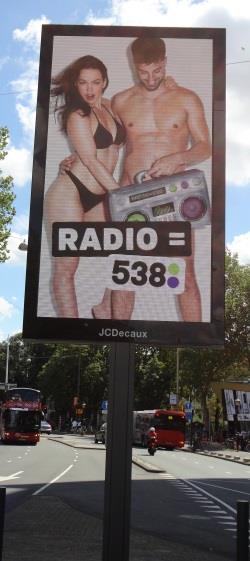 RADIO =
538
JCDecaux